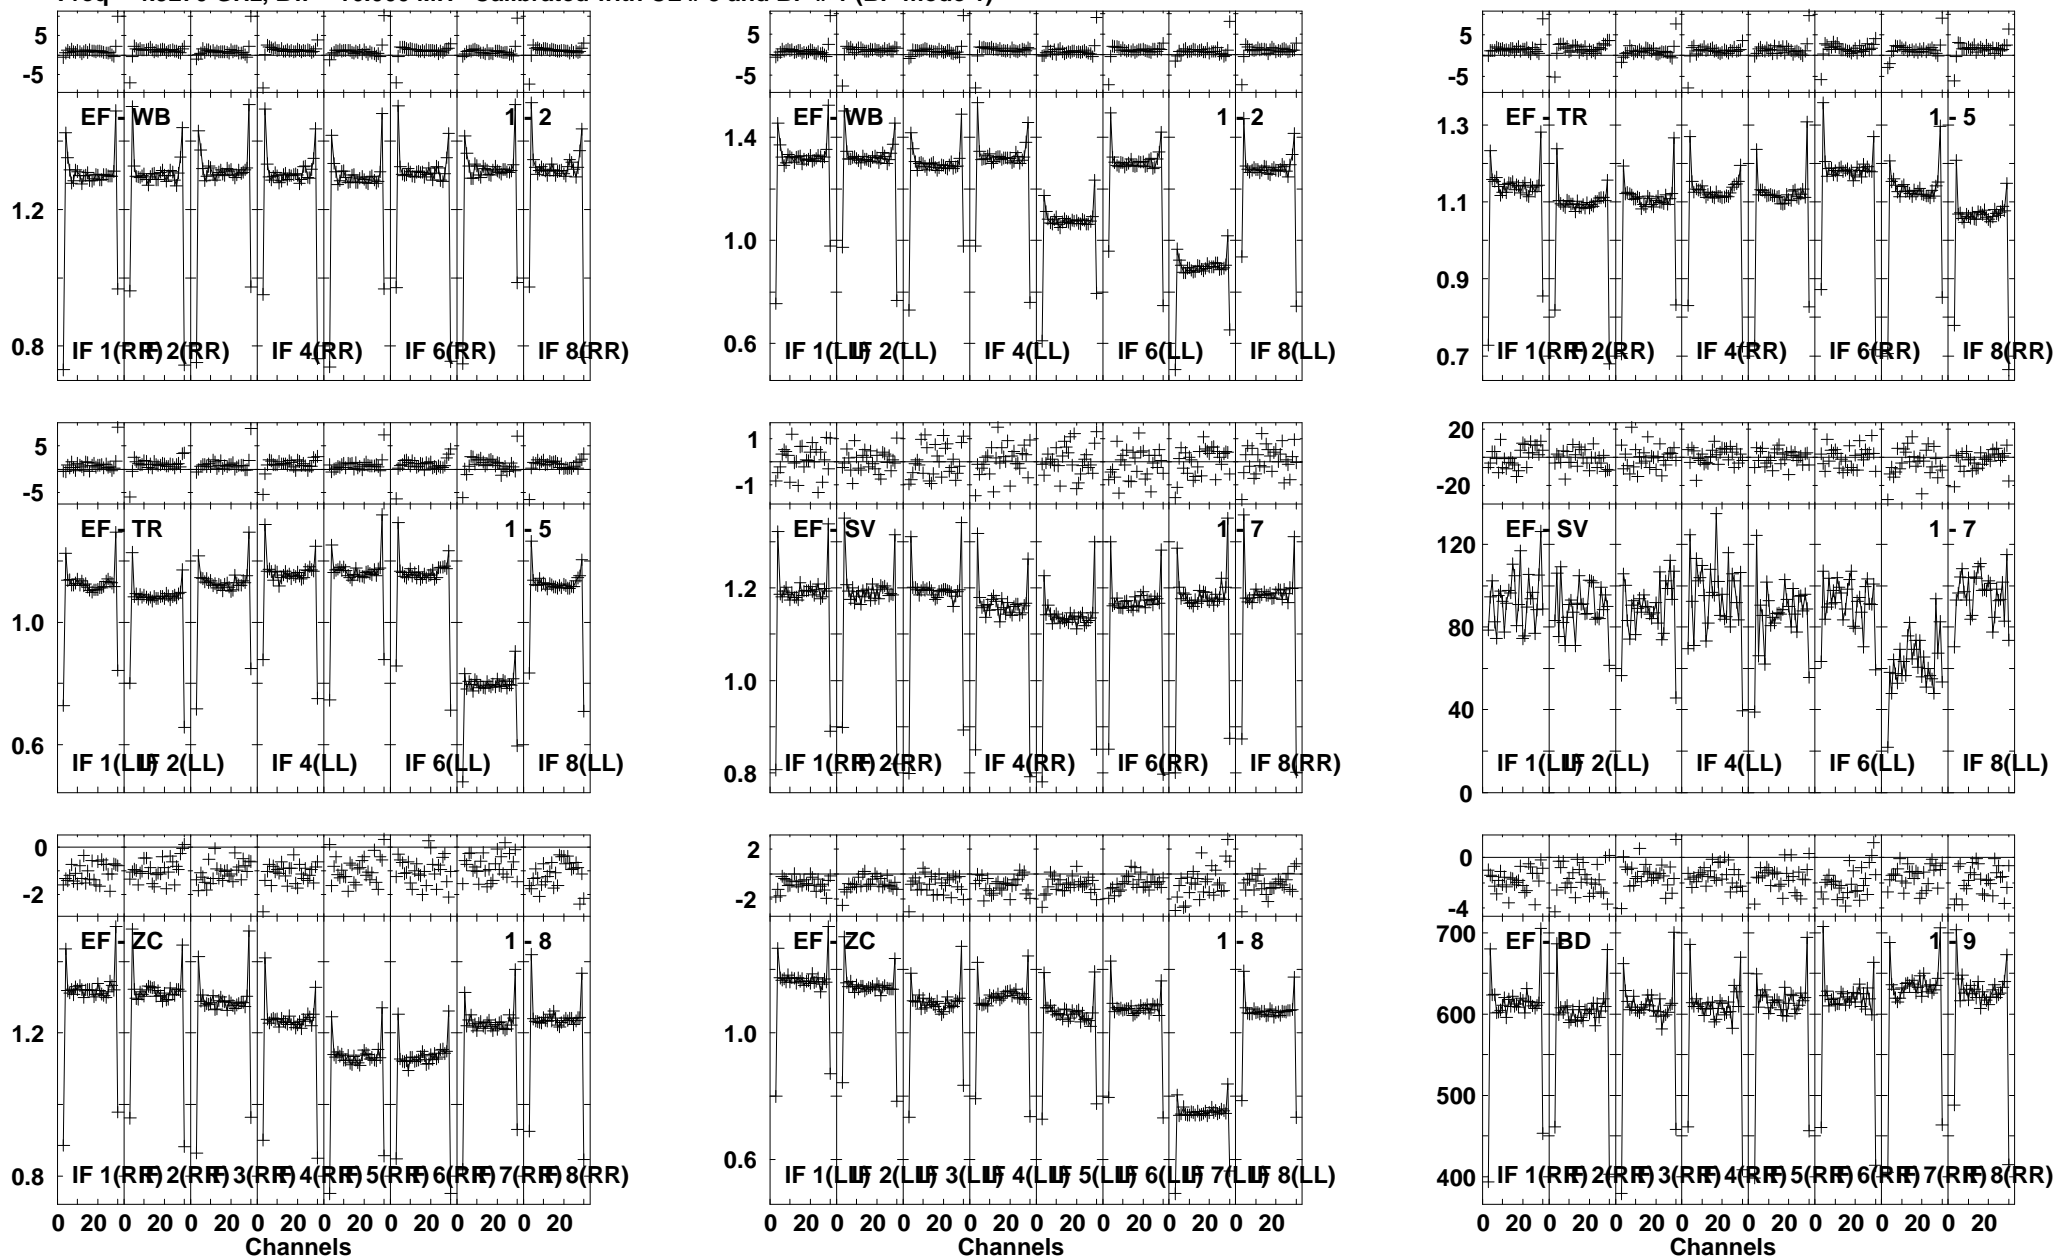 5 5 5
-5 -5 -5
EF - WB 1 - 2 EF - WB 1 - 2 EF - TR 1 - 5
1.4 1.3
1.2 1.0 1.1
0.9
0.8 0.6 0.7
IF 1(RR) IF 2(RR) IF 4(RR) IF 6(RR) IF 8(RR) IF 1(LL) IF 2(LL) IF 4(LL) IF 6(LL) IF 8(LL) IF 1(RR) IF 2(RR) IF 4(RR) IF 6(RR) IF 8(RR)
5 1 20
-5 -1 -20
EF - TR 1 - 5 EF - SV 1 - 7 EF - SV 1 - 7
120
1.0 1.2 80
1.0 40
0.6 0.8 0
IF 1(LL) IF 2(LL) IF 4(LL) IF 6(LL) IF 8(LL) IF 1(RR) IF 2(RR) IF 4(RR) IF 6(RR) IF 8(RR) IF 1(LL) IF 2(LL) IF 4(LL) IF 6(LL) IF 8(LL)
0 2 0
-2 -2 -4
EF - ZC 1 - 8 EF - ZC 1 - 8 EF - BD 1 - 9
700
1.2 1.0 600
500
0.8 0.6 400
IF 1(RR) IF 2(RR) IF 3(RR) IF 4(RR) IF 5(RR) IF 6(RR) IF 7(RR) IF 8(RR) IF 1(LL) IF 2(LL) IF 3(LL) IF 4(LL) IF 5(LL) IF 6(LL) IF 7(LL) IF 8(LL) IF 1(RR) IF 2(RR) IF 3(RR) IF 4(RR) IF 5(RR) IF 6(RR) IF 7(RR) IF 8(RR)
0 20 0 20 0 20 0 20 0 20 0 20 0 20 0 20 0 20 0 20 0 20 0 20 0 20 0 20 0 20 0 20 0 20 0 20 0 20 0 20 0 20 0 20 0 20 0 20
Channels Channels Channels